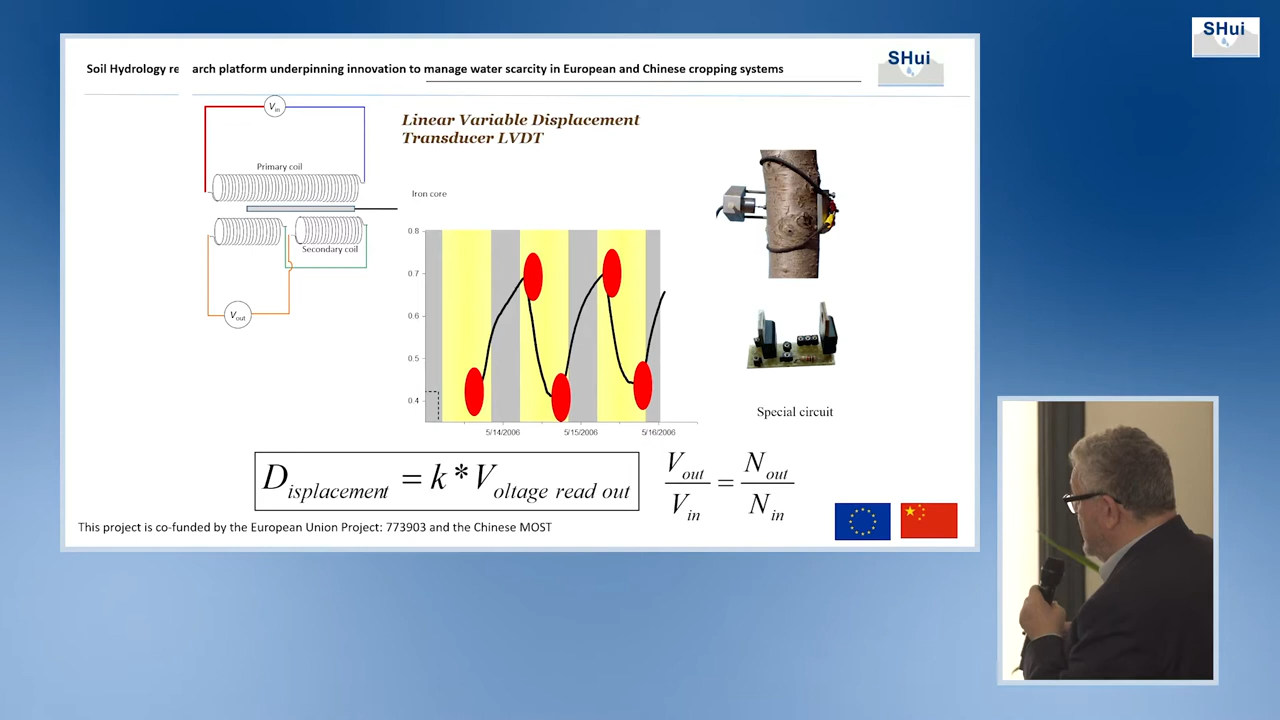 SHui
Soil Hydrology re arch platform underpinning innovation to manage water scarcity in European and Chinese cropping systems
SHui
Vin
Linear Variable Displacement
Transducer LVDT
Primary coil
Iron core
Secondary coil
Vout
0.8
0.7
0.6
0.5
0.4
5/14/2006 5/15/2006 5/16/2006
Special circuit
Displacement = k * Voltage read out
Vout / Vin = Nout / Nin
This project is co-funded by the European Union Project: 773903 and the Chinese MOST